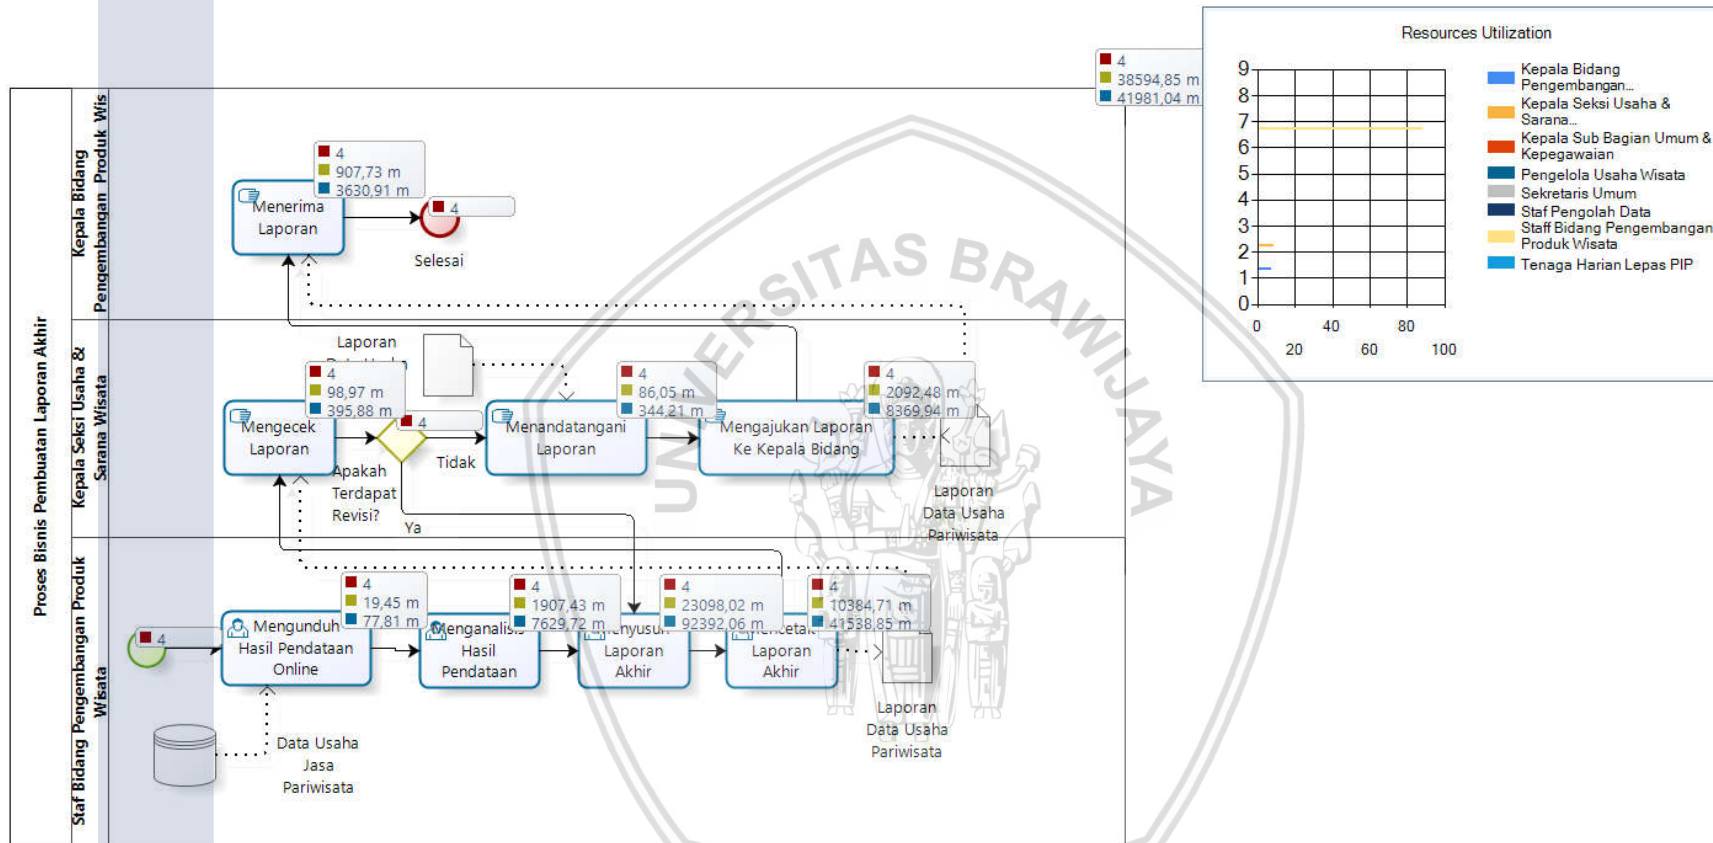 Resources Utilization
9
8
7
6
5
4
3
2
1
0
0
40
80
20
60
100
Kepala Bidang
Pengembangan...
Kepala Seksi Usaha &
Sarana...
Kepala Sub Bagian Umum &
Kepegawaian
Pengelola Usaha Wisata
Sekretaris Umum
Staf Pengolah Data
Staff Bidang Pengembangan
Produk Wisata
Tenaga Harian Lepas PIP
4
38594,85 m
41981,04 m
Proses Bisnis Pembuatan Laporan Akhir
Kepala Bidang
Pengembangan Produk Wis
4
907,73 m
3630,91 m
Menerima
Laporan
4
Selesai
UNIVERSITAS BRAWIJAYA
Kepala Seksi Usaha &
Sarana Wisata
Laporan
4
98,97 m
395,88 m
Mengecek
Laporan
4
Apakah
Terdapat
Revisi?
Tidak
Ya
4
86,05 m
344,21 m
Menandatangani
Laporan
4
2092,48 m
8369,94 m
Mengajukan Laporan
Ke Kepala Bidang
Laporan
Data Usaha
Pariwisata
Staf Bidang Pengembangan Produk
Wisata
4
4
19,45 m
77,81 m
Mengunduh
Hasil Pendataan
Online
4
1907,43 m
7629,72 m
Menganalisis
Hasil
Pendataan
4
23098,02 m
92392,06 m
Laporan
Akhir
4
10384,71 m
41538,85 m
Laporan
Akhir
Laporan
Data Usaha
Pariwisata
Data Usaha
Jasa
Pariwisata